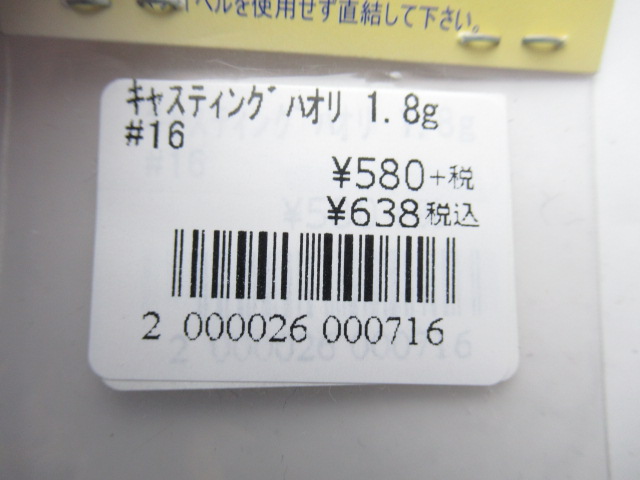 ベルを使用せず直結して下さい。
キャスティングハオリ 1.8g
#16
¥580+税
¥638税込
2 000026 000716